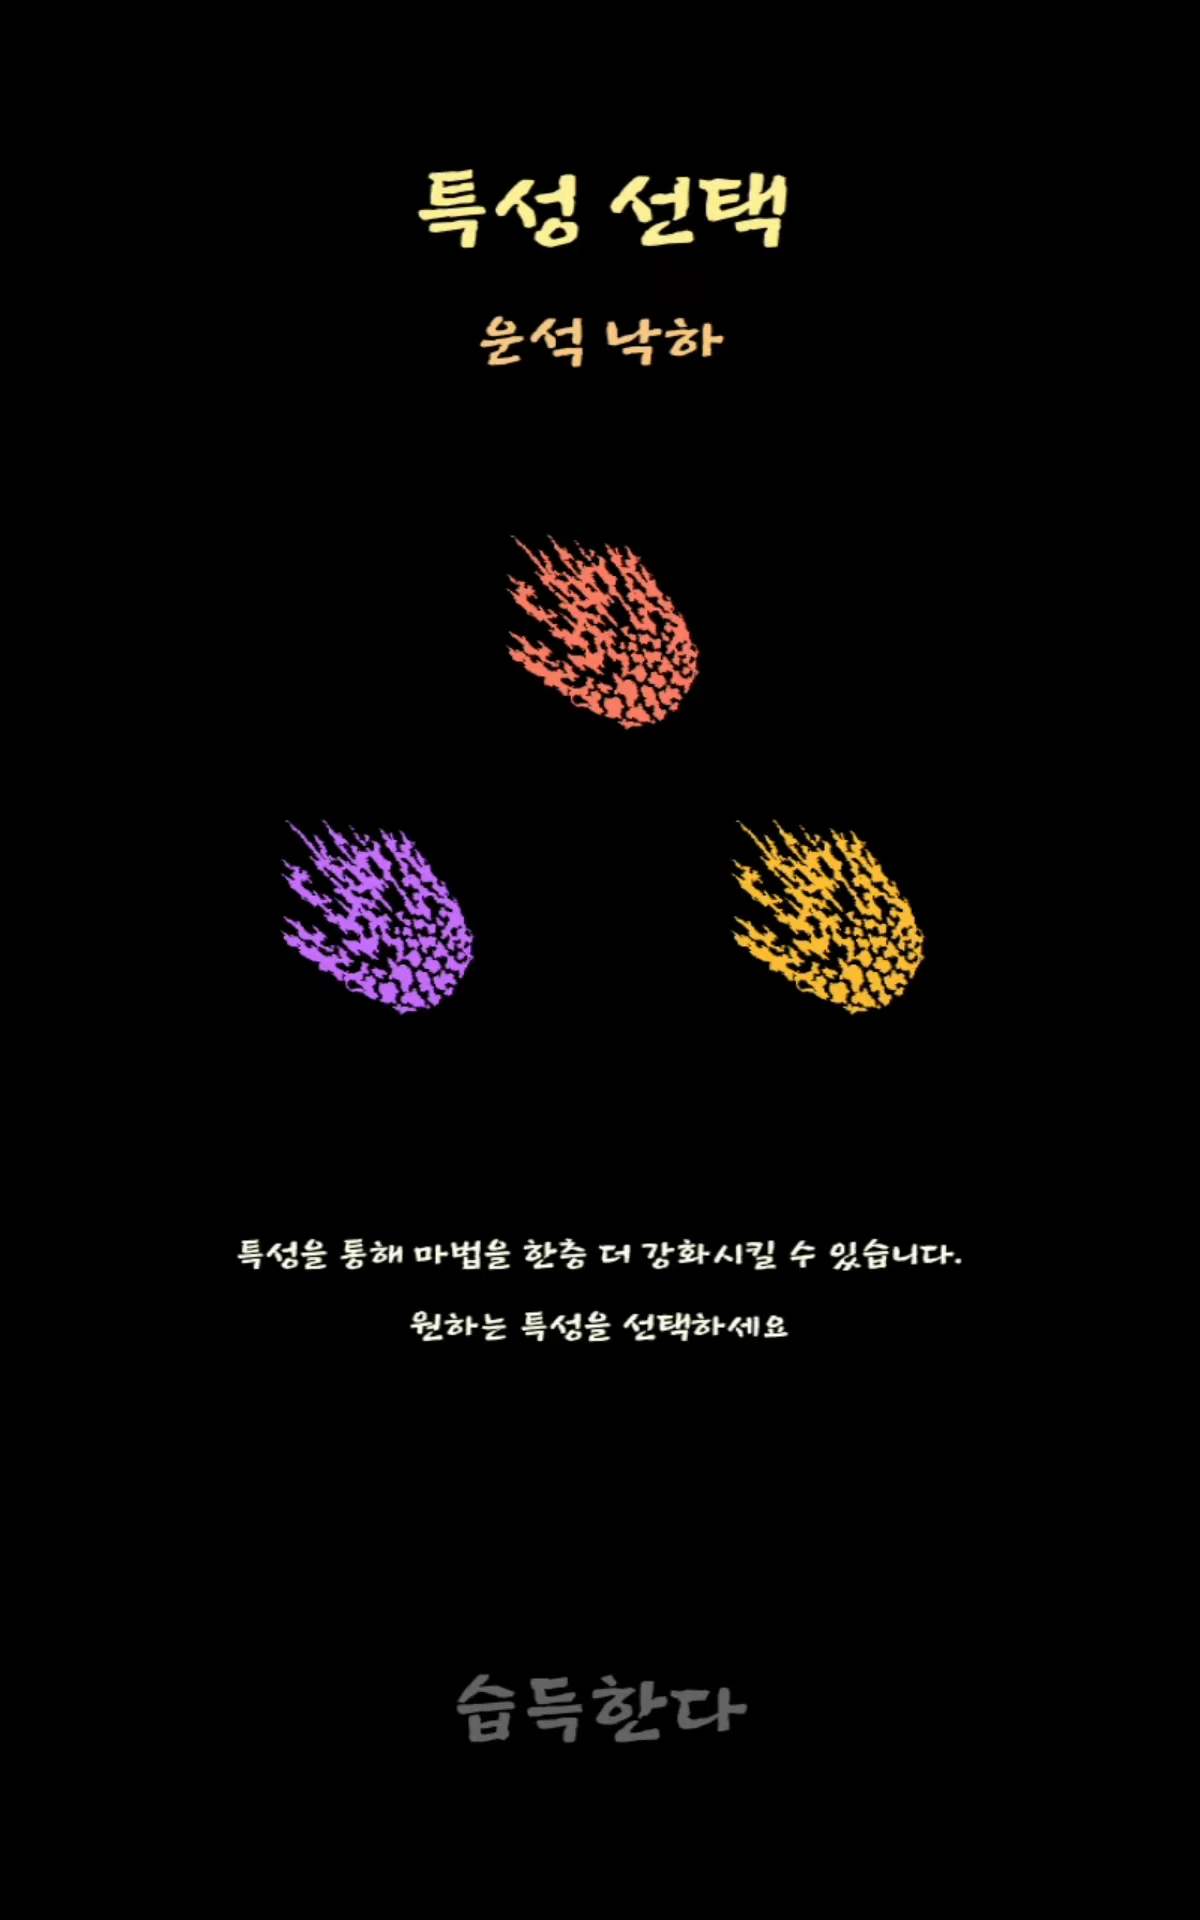 특성 선택
운석 낙하
특성을 통해 마법을 한층 더 강화시킬 수 있습니다.
원하는 특성을 선택하세요
습득한다